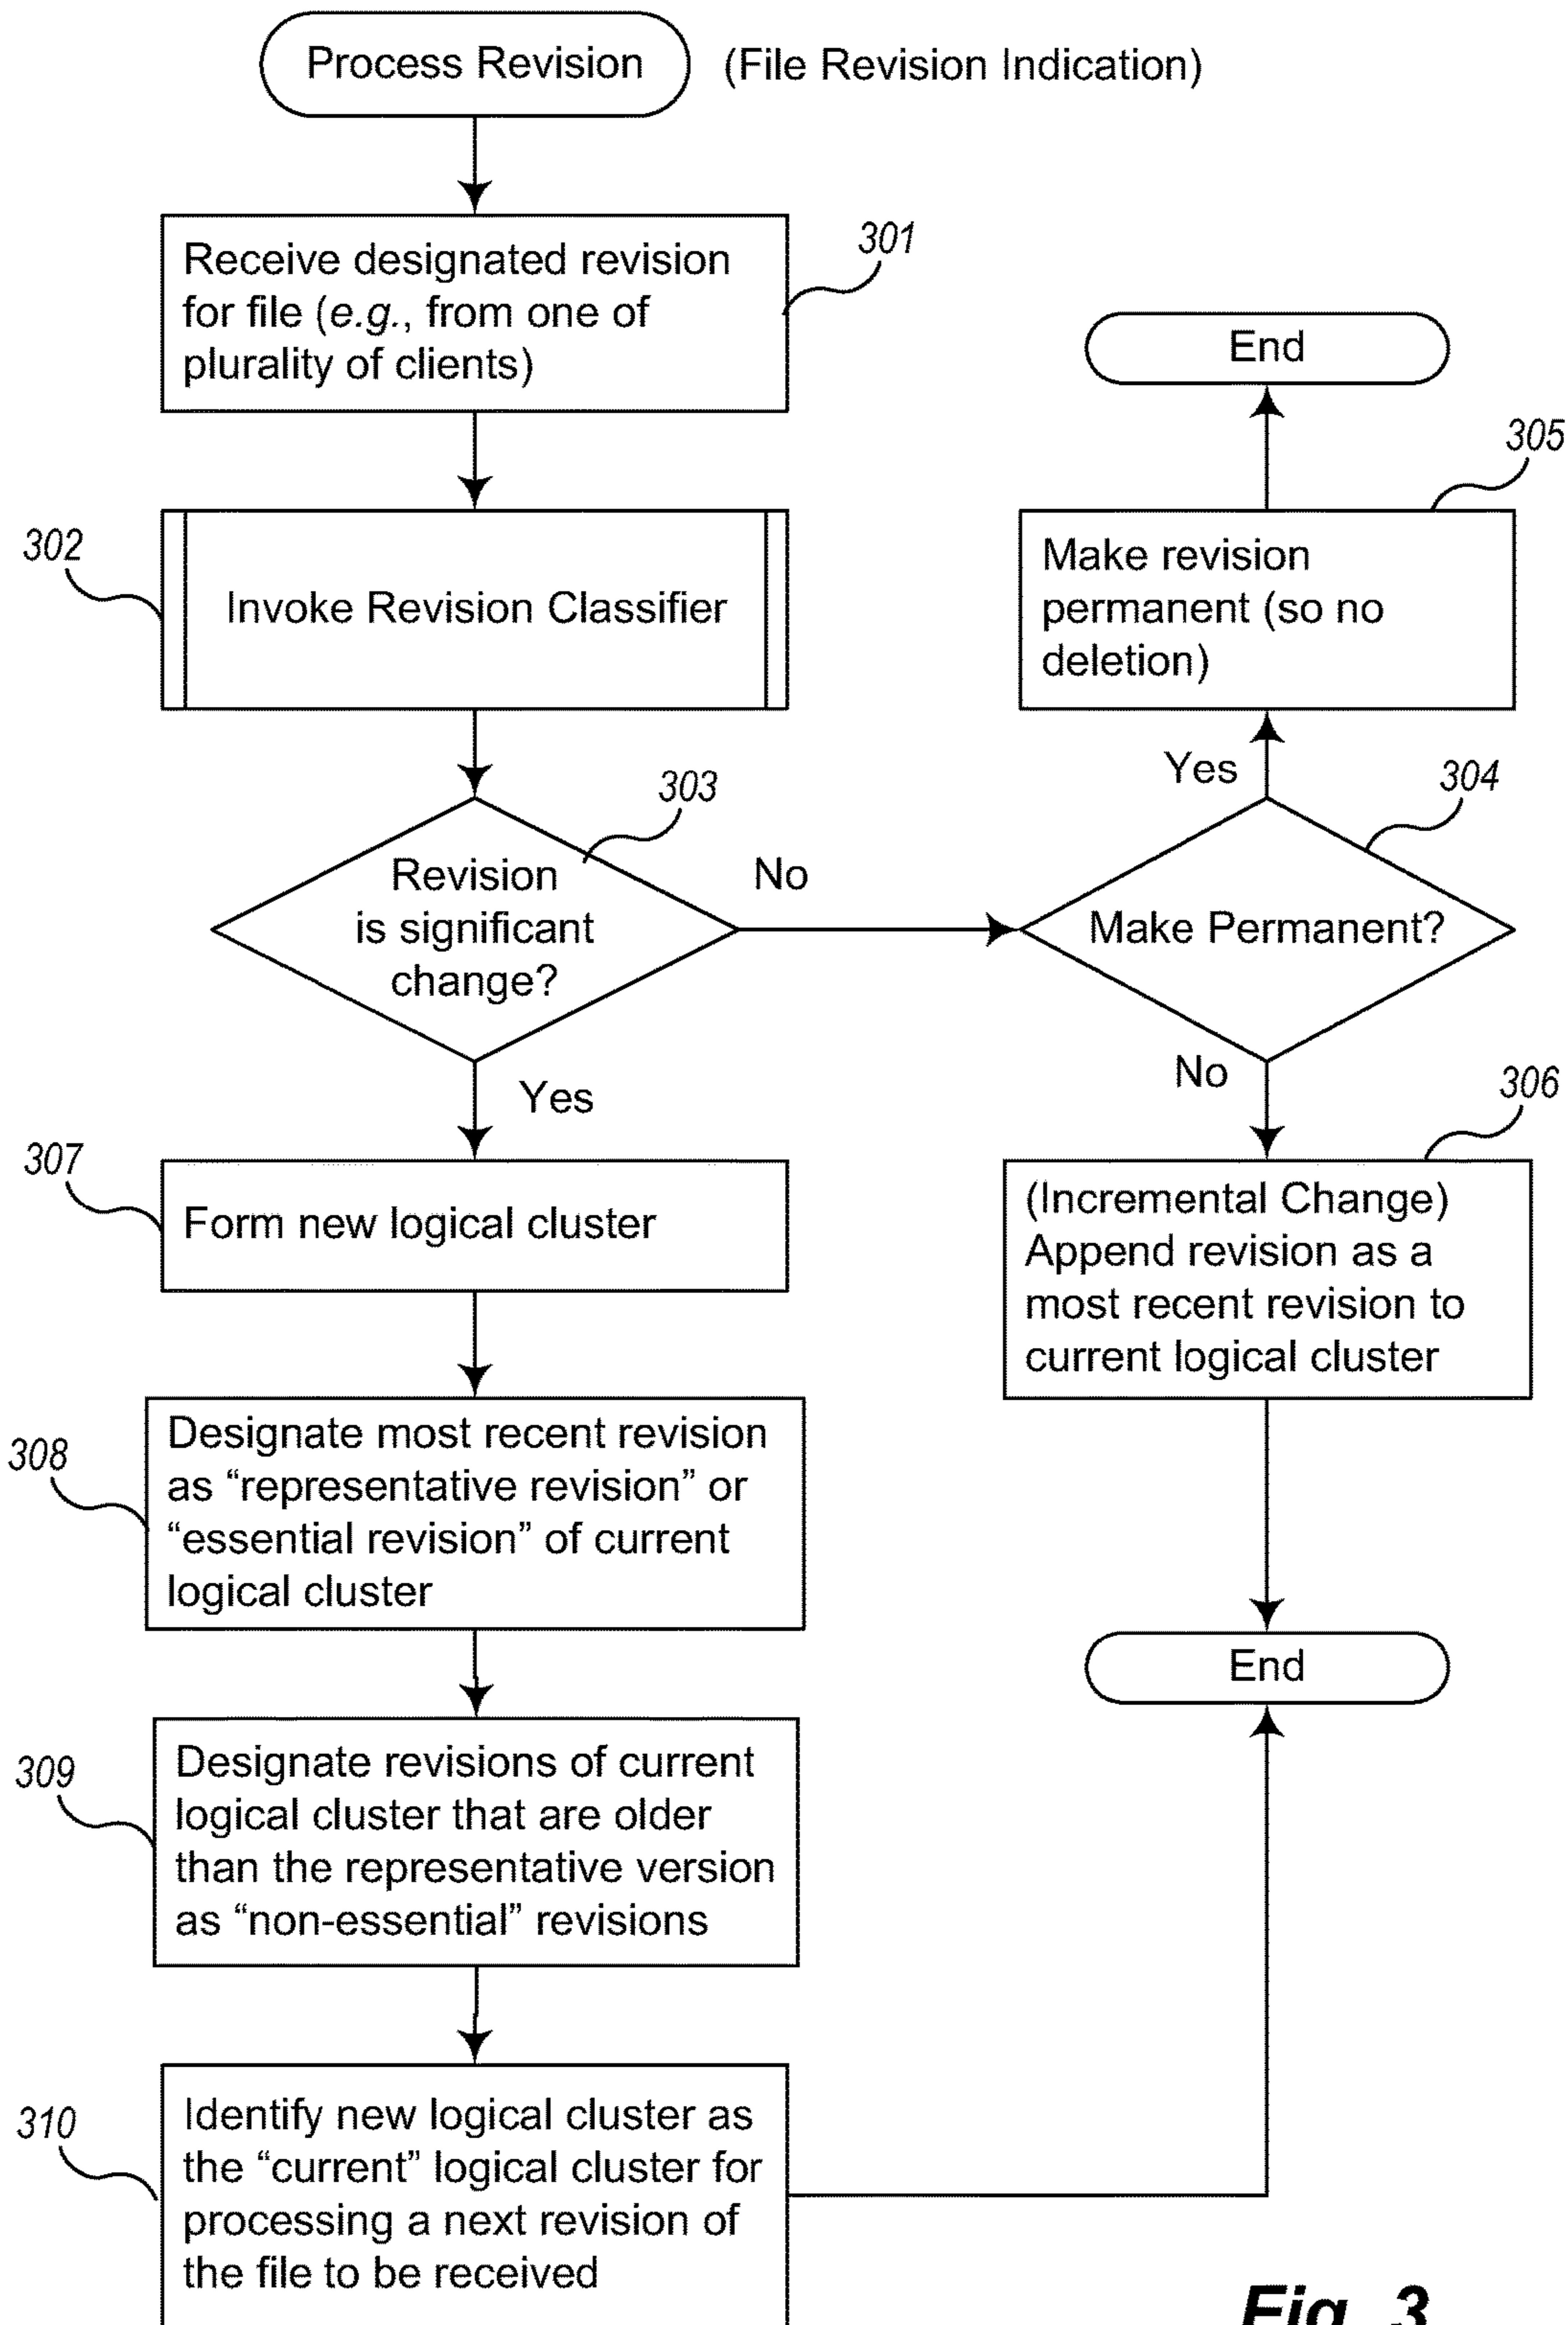 Process Revision
(File Revision Indication)
Receive designated revision
for file (e.g., from one of
plurality of clients)
301
302
Invoke Revision Classifier
Revision
is significant
change?
303
No
Yes
Make Permanent?
304
Yes
Make revision
permanent (so no
deletion)
305
End
No
(Incremental Change)
Append revision as a
most recent revision to
current logical cluster
306
End
307
Form new logical cluster
308
Designate most recent revision
as “representative revision” or
“essential revision” of current
logical cluster
309
Designate revisions of current
logical cluster that are older
than the representative version
as “non-essential” revisions
310
Identify new logical cluster as
the “current” logical cluster for
processing a next revision of
the file to be received
Fig. 3